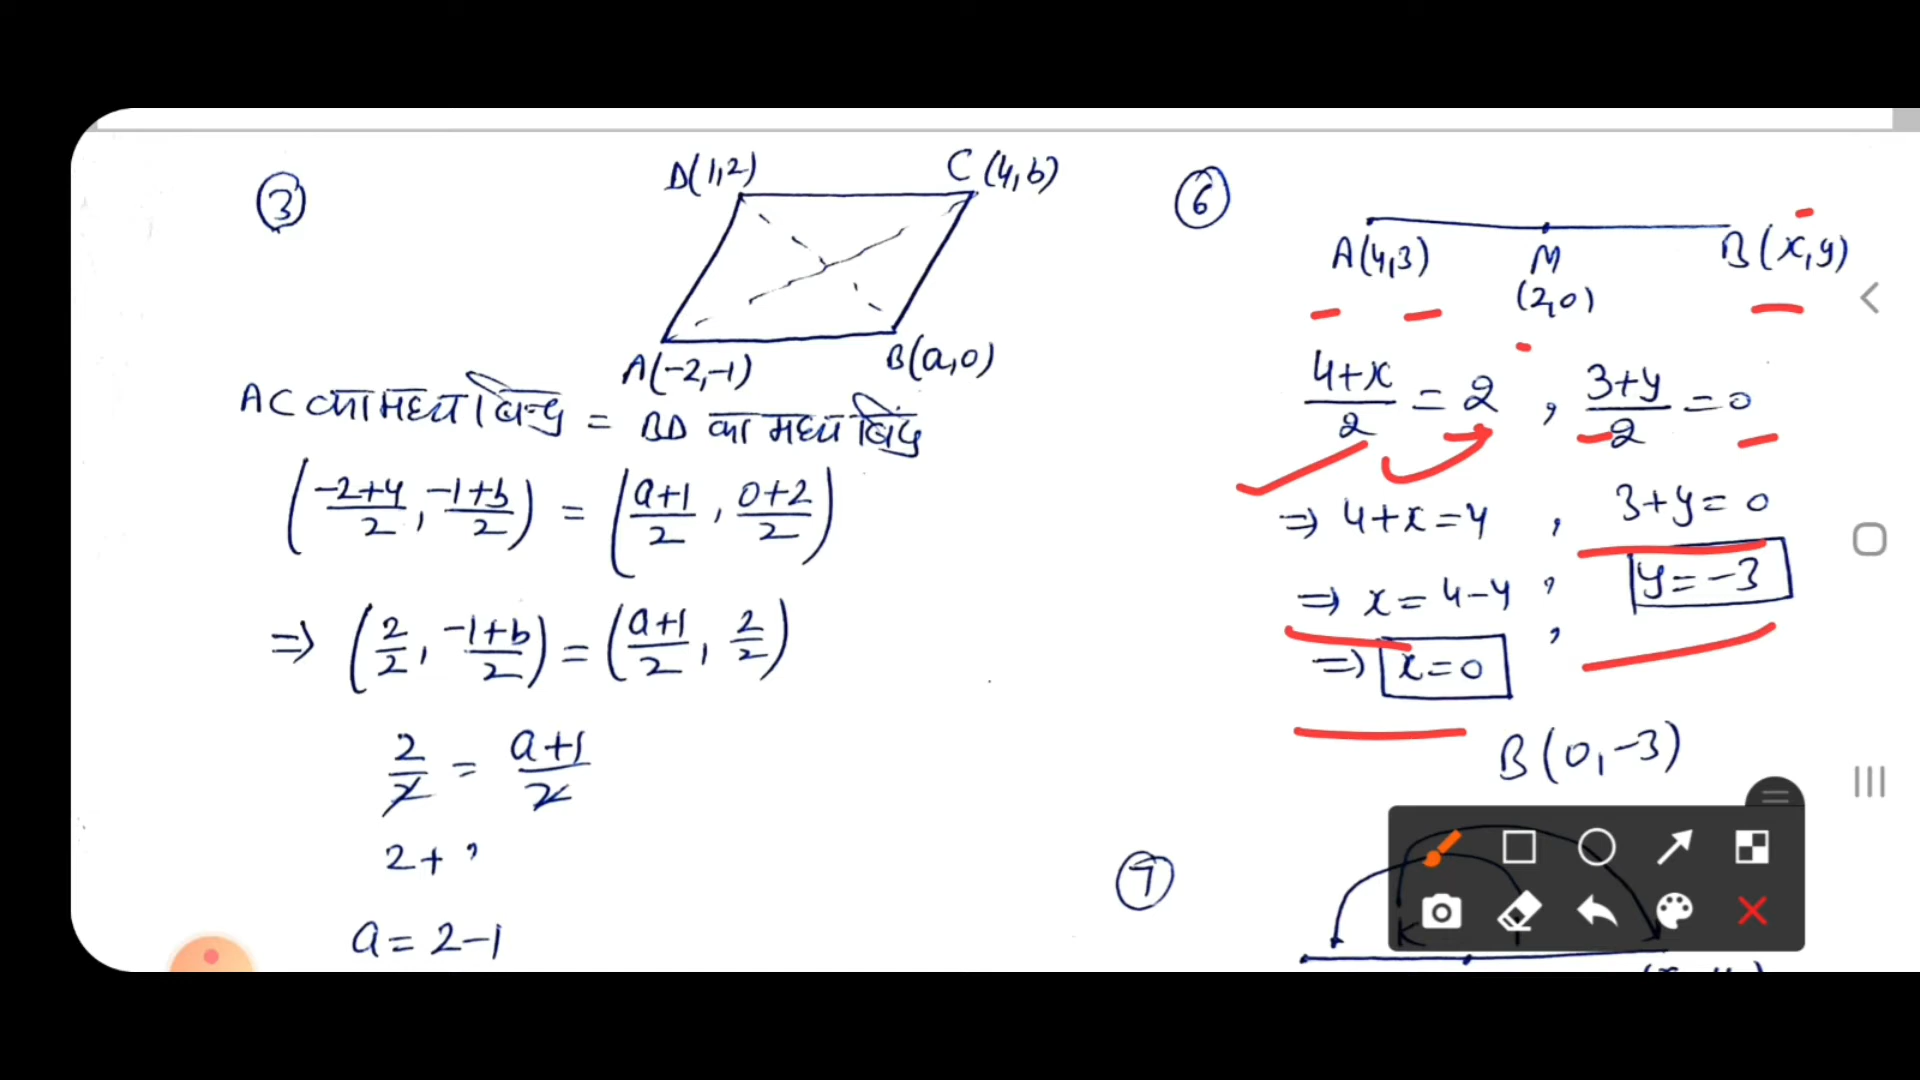 ③
D(1,2)
C (4,b)
A(-2,-1)
B(a,0)
AC का मध्य बिन्दु = BD का मध्य बिंदु
(-2+4/2, -1+b/2) = (a+1/2, 0+2/2)
⇒ (2/2, -1+b/2) = (a+1/2, 2/2)
2/2 = a+1/2
2+ ,
a = 2-1
⑥
A(4,3)
M
(2,0)
B(x,y)
4+x/2 = 2 , 3+y/2 = 0
⇒ 4+x=4 , 3+y=0
⇒ x=4-4 , y=-3
⇒ x=0 ,
B(0,-3)
⑦